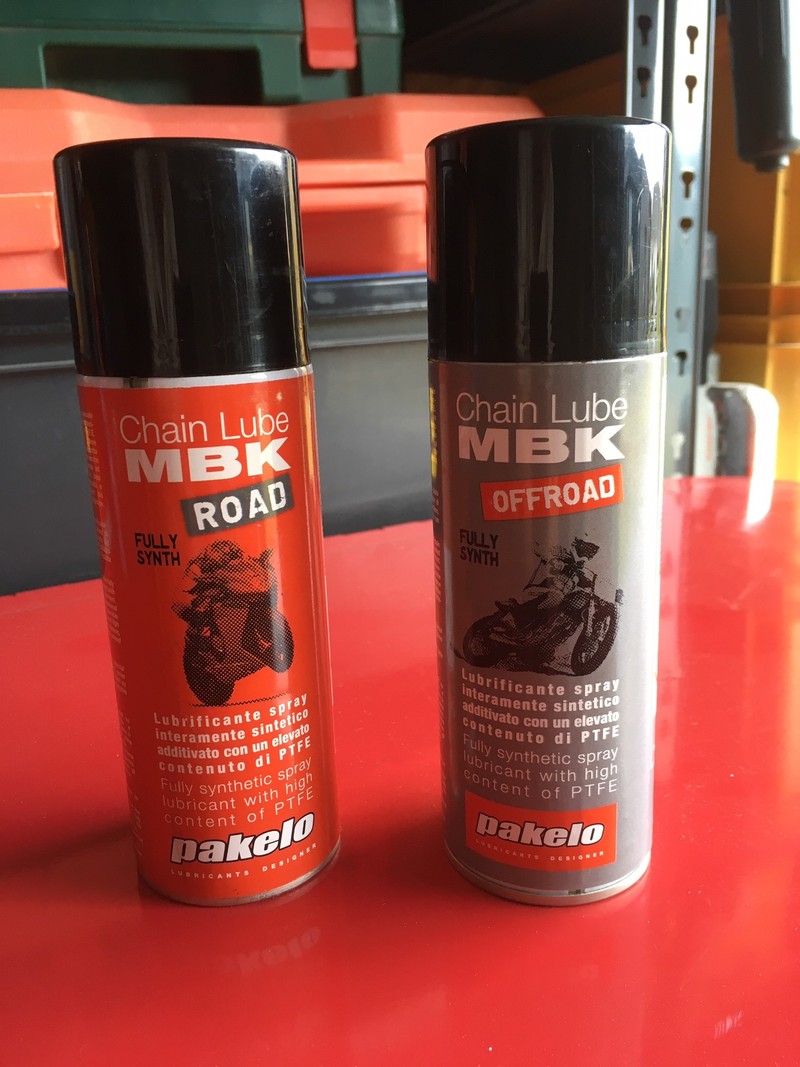 Chain Lube
MBK
ROAD
FULLY
SYNTH
Lubrificante spray
interamente sintetico
additivato con un elevato
contenuto di PTFE
Fully synthetic spray
lubricant with high
content of PTFE
pakelo
LUBRICANTS DESIGNER
Chain Lube
MBK
OFFROAD
FULLY
SYNTH
Lubrificante spray
interamente sintetico
additivato con un elevato
contenuto di PTFE
Fully synthetic spray
lubricant with high
content of PTFE
pakelo
LUBRICANTS DESIGNER